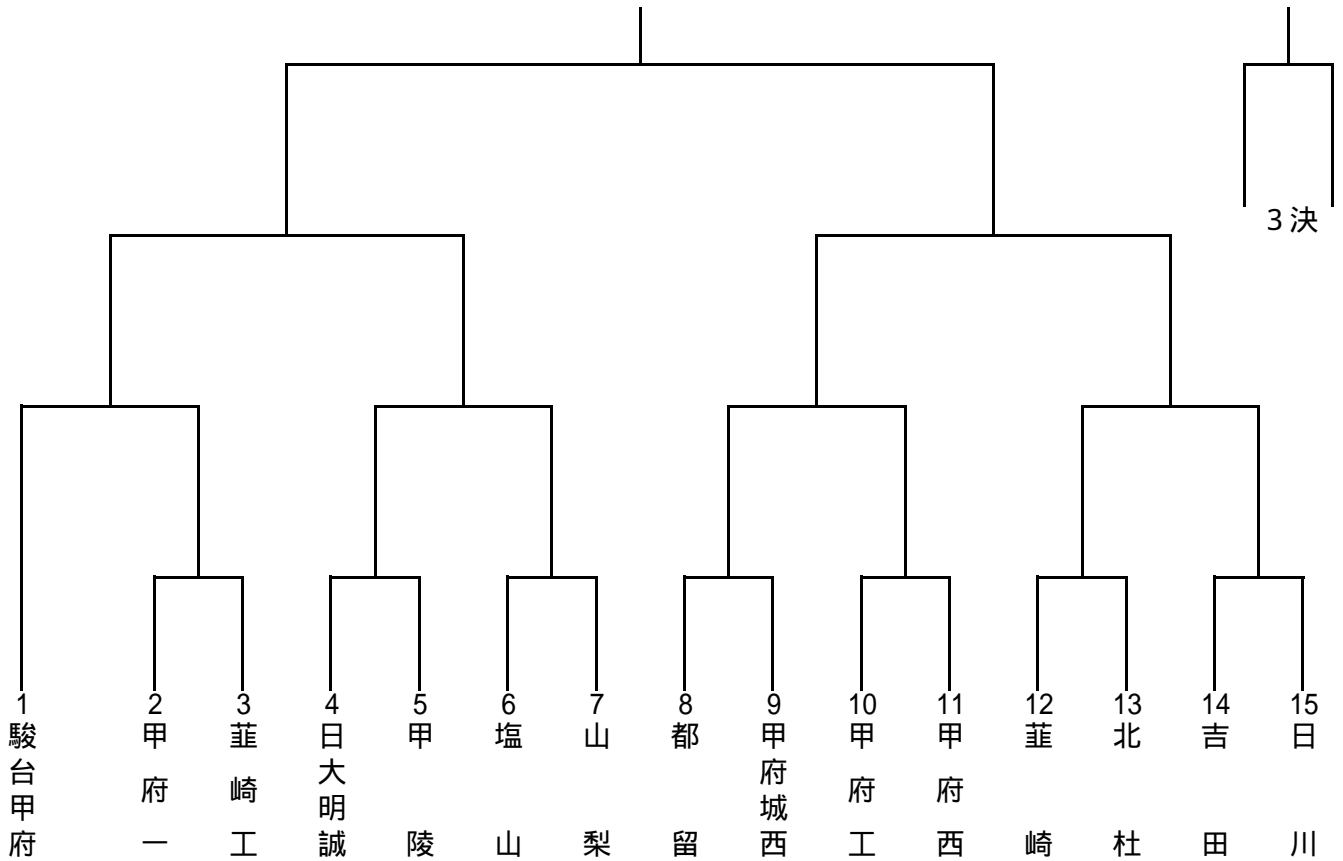 3決
1
駿台甲府
2
甲府一
3
韮崎工
4
日大明誠
5
甲陵
6
塩山
7
山梨
8
都留
9
甲府城西
10
甲府工
11
甲府西
12
韮崎
13
北杜
14
吉田
15
日川